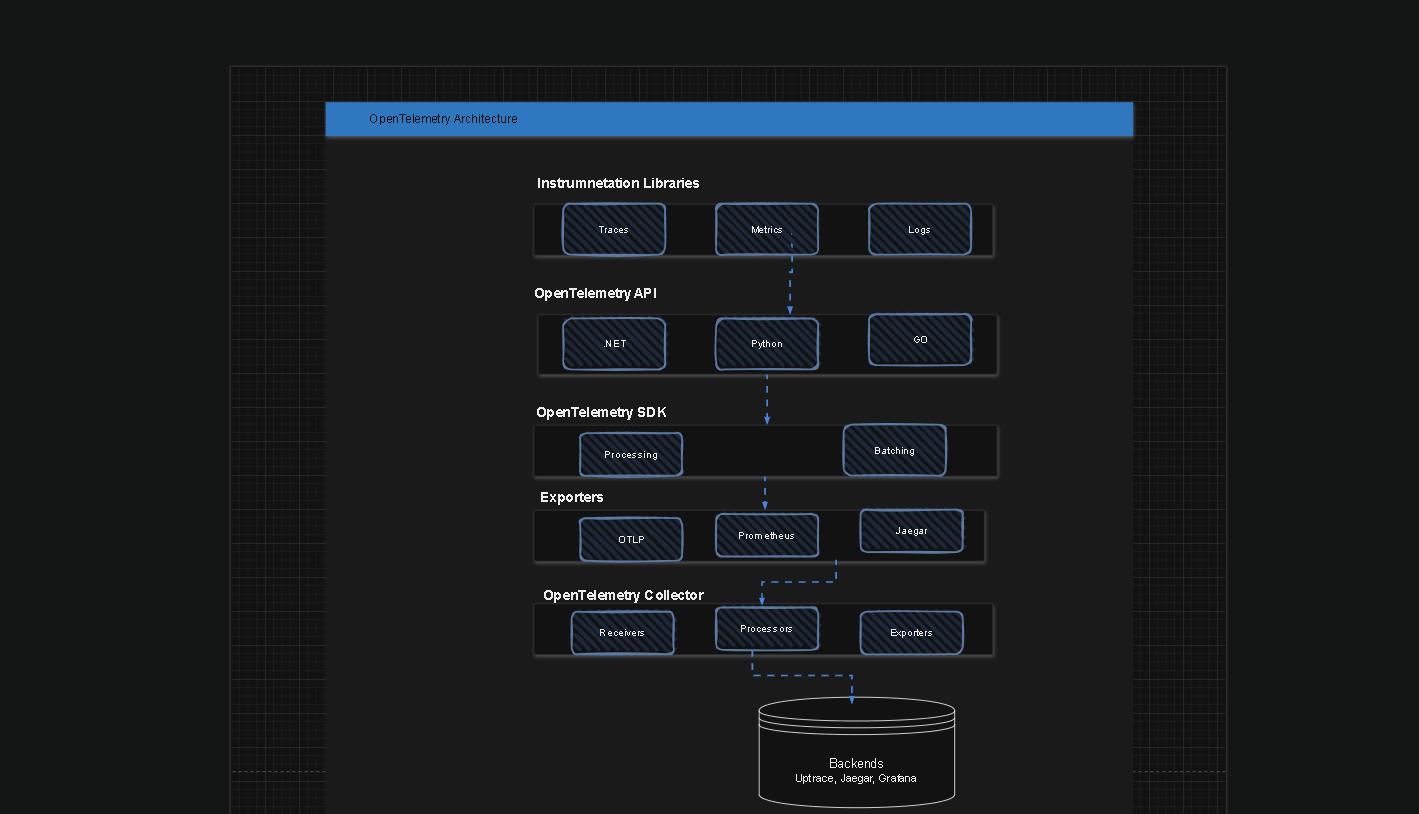 OpenTelemetry Architecture
Instrumnetation Libraries
Traces
Metrics
Logs
OpenTelemetry API
.NET
Python
GO
OpenTelemetry SDK
Processing
Batching
Exporters
OTLP
Prometheus
Jaegar
OpenTelemetry Collector
Receivers
Processors
Exporters
Backends
Uptrace, Jaegar, Grafana